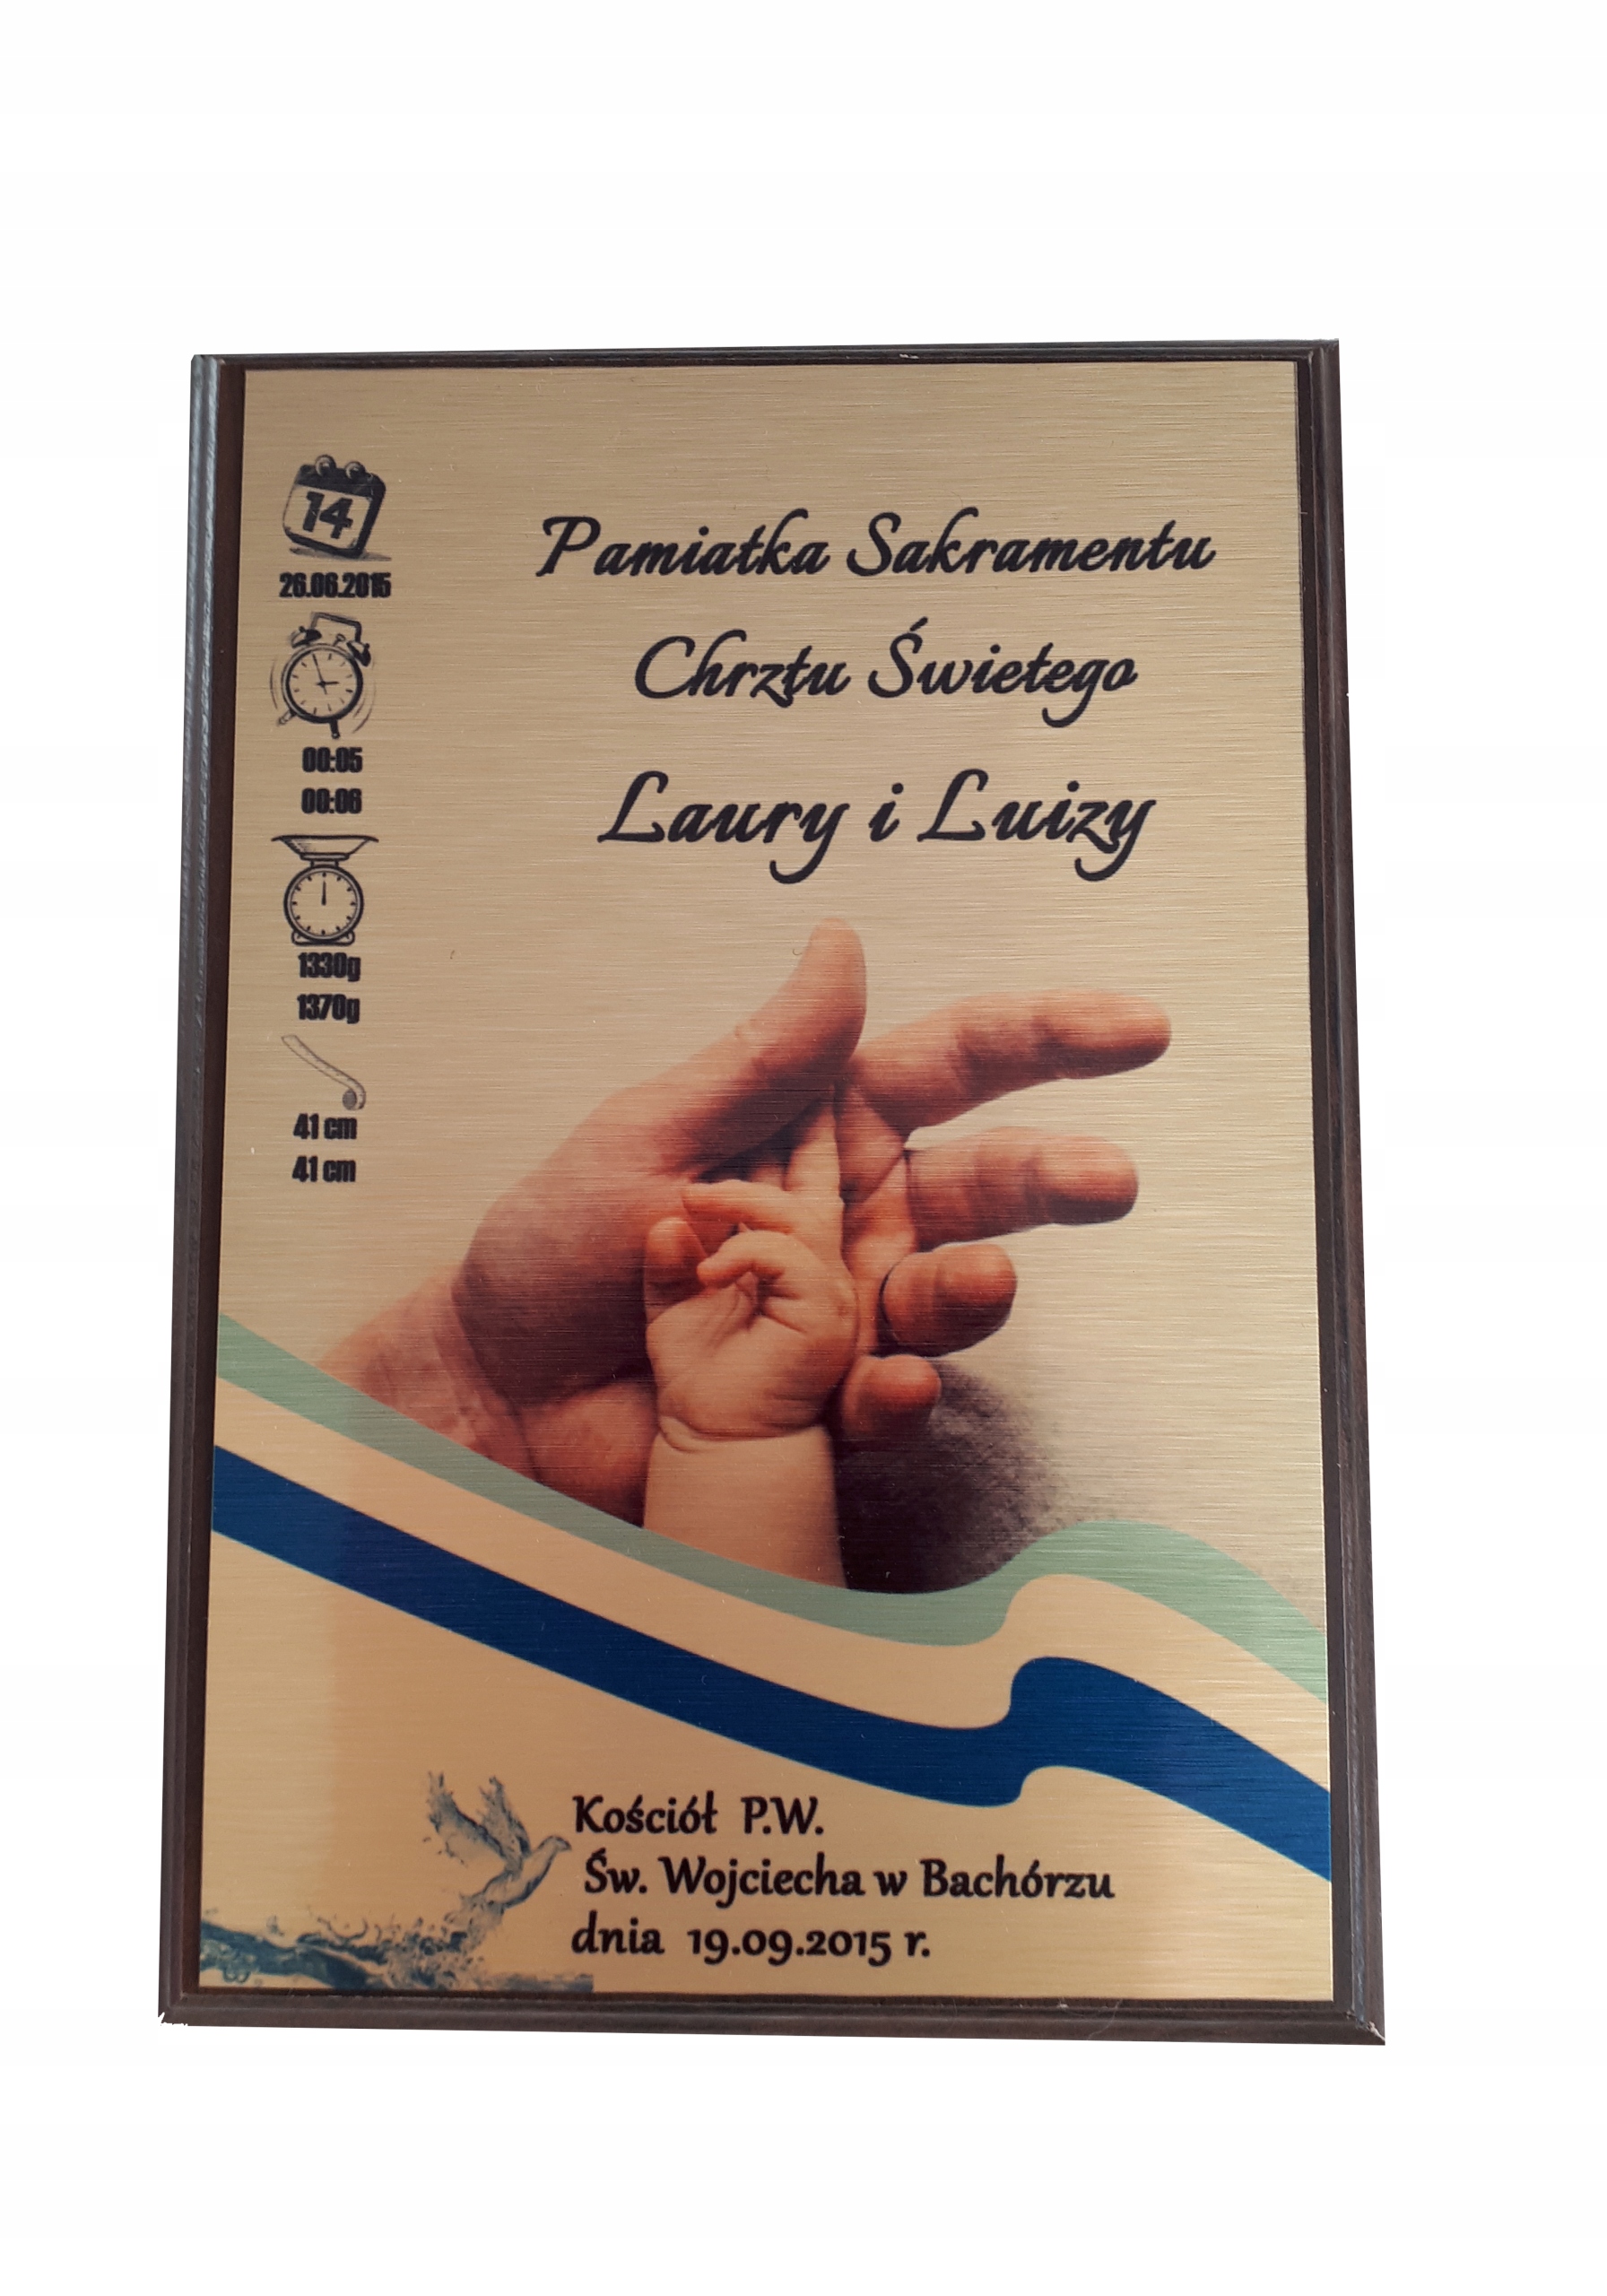 14
26.06.2015
00:05
00:06
1330g
1370g
41 cm
41 cm
Pamiatka Sakramentu
Chrztu Świetego
Laury i Luizy
Kościół P.W.
Św. Wojciecha w Bachórzu
dnia 19.09.2015 r.